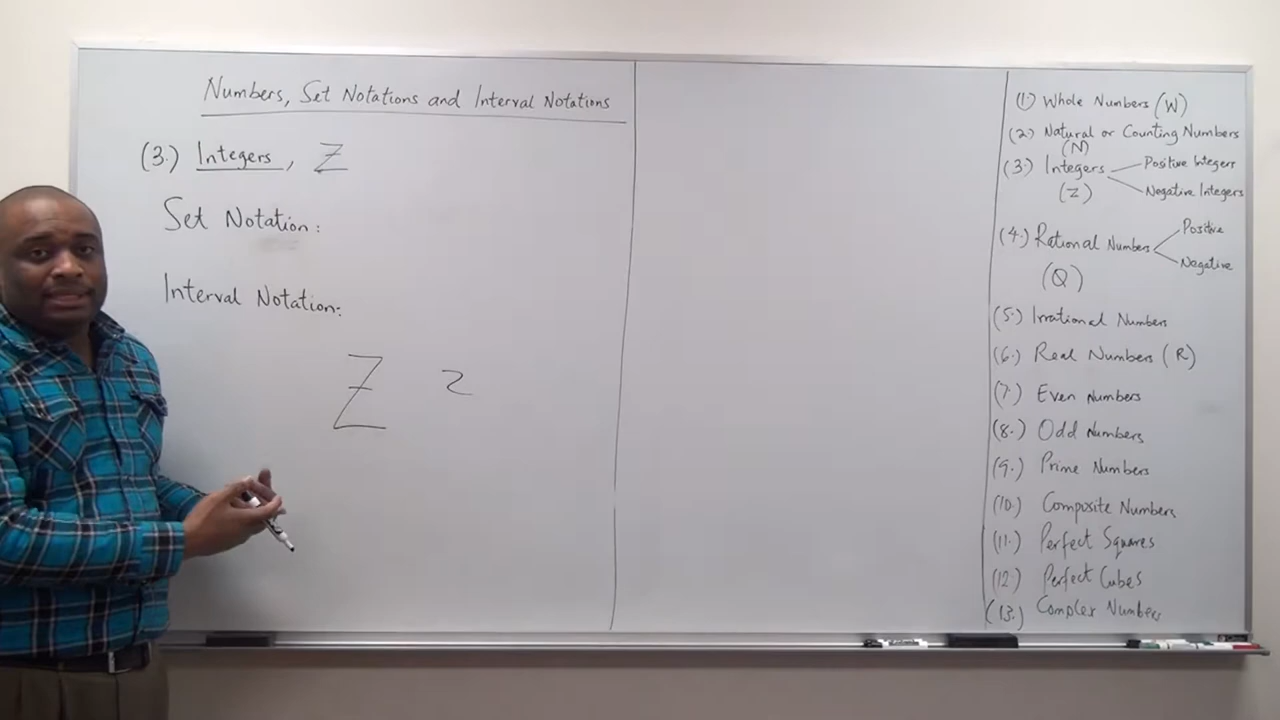 Numbers, Set Notations and Interval Notations
(3.) Integers, Z
Set Notation:
Interval Notation:
Z z
(1.) Whole Numbers (W)
(2.) Natural or Counting Numbers
(N)
(3.) Integers Positive Integers
(Z) Negative Integers
(4.) Rational Numbers Positive
Negative
(Q)
(5.) Irrational Numbers
(6.) Real Numbers (R)
(7.) Even Numbers
(8.) Odd Numbers
(9.) Prime Numbers
(10.) Composite Numbers
(11.) Perfect Squares
(12.) Perfect Cubes
(13.) Complex Numbers